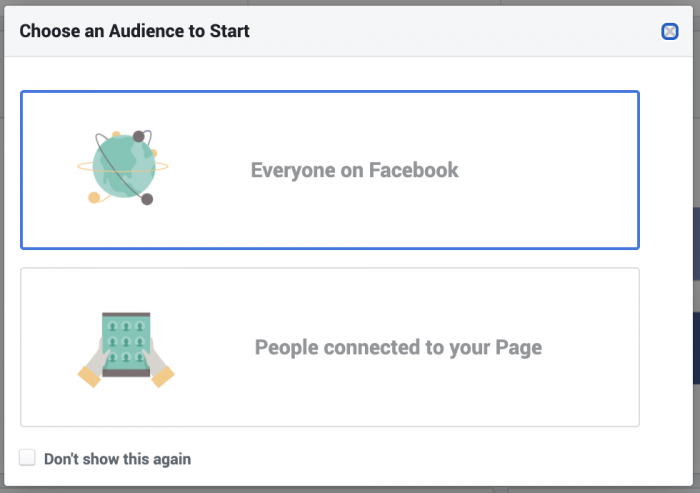 Choose an Audience to Start
Everyone on Facebook
People connected to your Page
Don't show this again